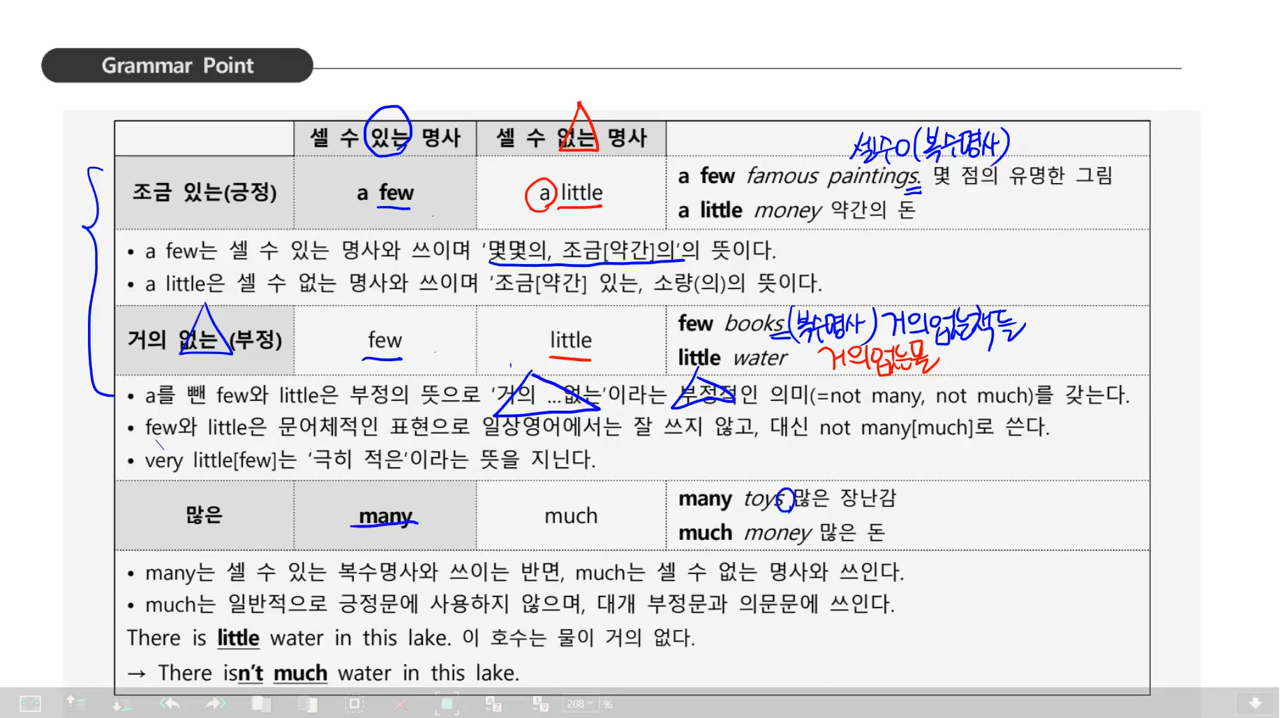 Grammar Point
셀 수 있는 명사
셀 수 없는 명사
셀수O(복수명사)
조금 있는(긍정)
a few
a little
a few famous paintings. 몇 점의 유명한 그림
a little money 약간의 돈
• a few는 셀 수 있는 명사와 쓰이며 '몇몇의, 조금[약간]의'의 뜻이다.
• a little은 셀 수 없는 명사와 쓰이며 '조금[약간] 있는, 소량(의)의 뜻이다.
거의 없는 (부정)
few
little
few books (복수명사) 거의없는책들
little water 거의없는물
• a를 뺀 few와 little은 부정의 뜻으로 '거의 ...없는'이라는 부정적인 의미(=not many, not much)를 갖는다.
• few와 little은 문어체적인 표현으로 일상영어에서는 잘 쓰지 않고, 대신 not many[much]로 쓴다.
• very little[few]는 '극히 적은'이라는 뜻을 지닌다.
많은
many
much
many toys 많은 장난감
much money 많은 돈
• many는 셀 수 있는 복수명사와 쓰이는 반면, much는 셀 수 없는 명사와 쓰인다.
• much는 일반적으로 긍정문에 사용하지 않으며, 대개 부정문과 의문문에 쓰인다.
There is little water in this lake. 이 호수는 물이 거의 없다.
→ There isn't much water in this lake.
208 %